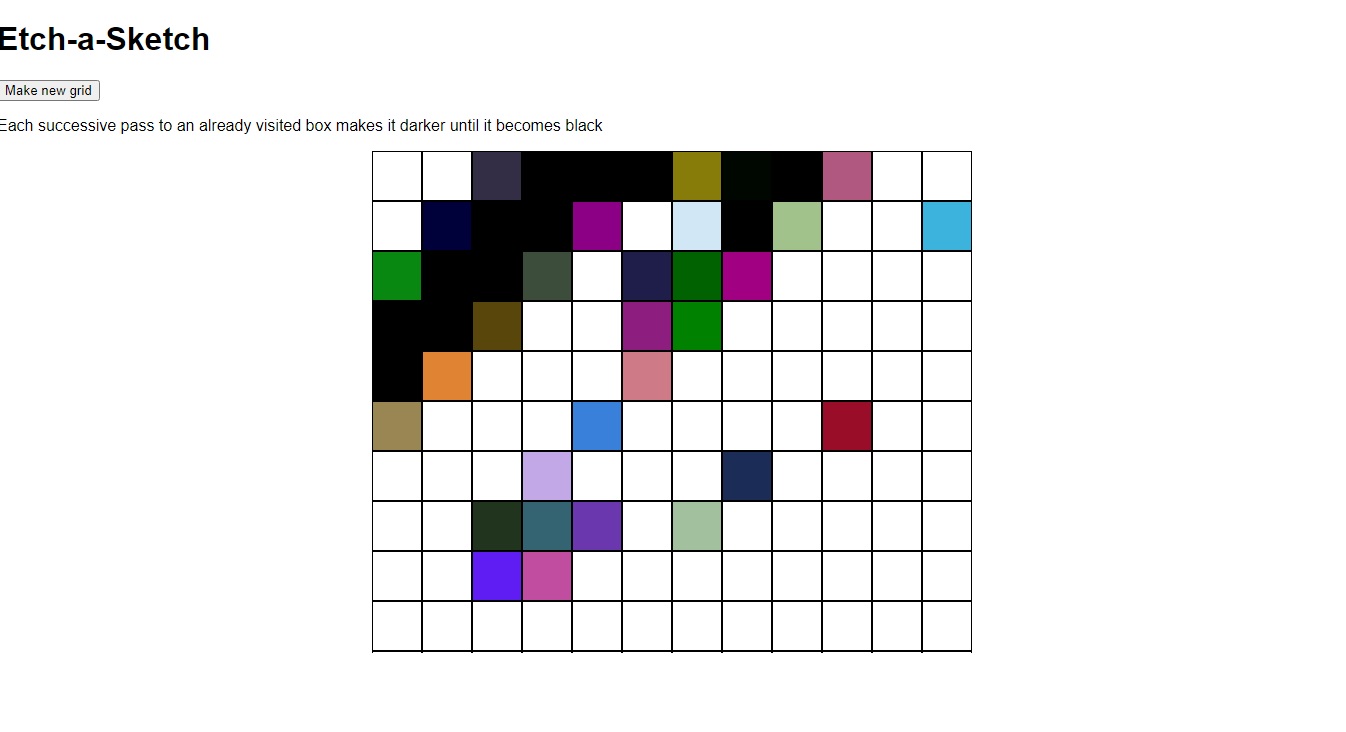 Etch-a-Sketch
Make new grid
Each successive pass to an already visited box makes it darker until it becomes black